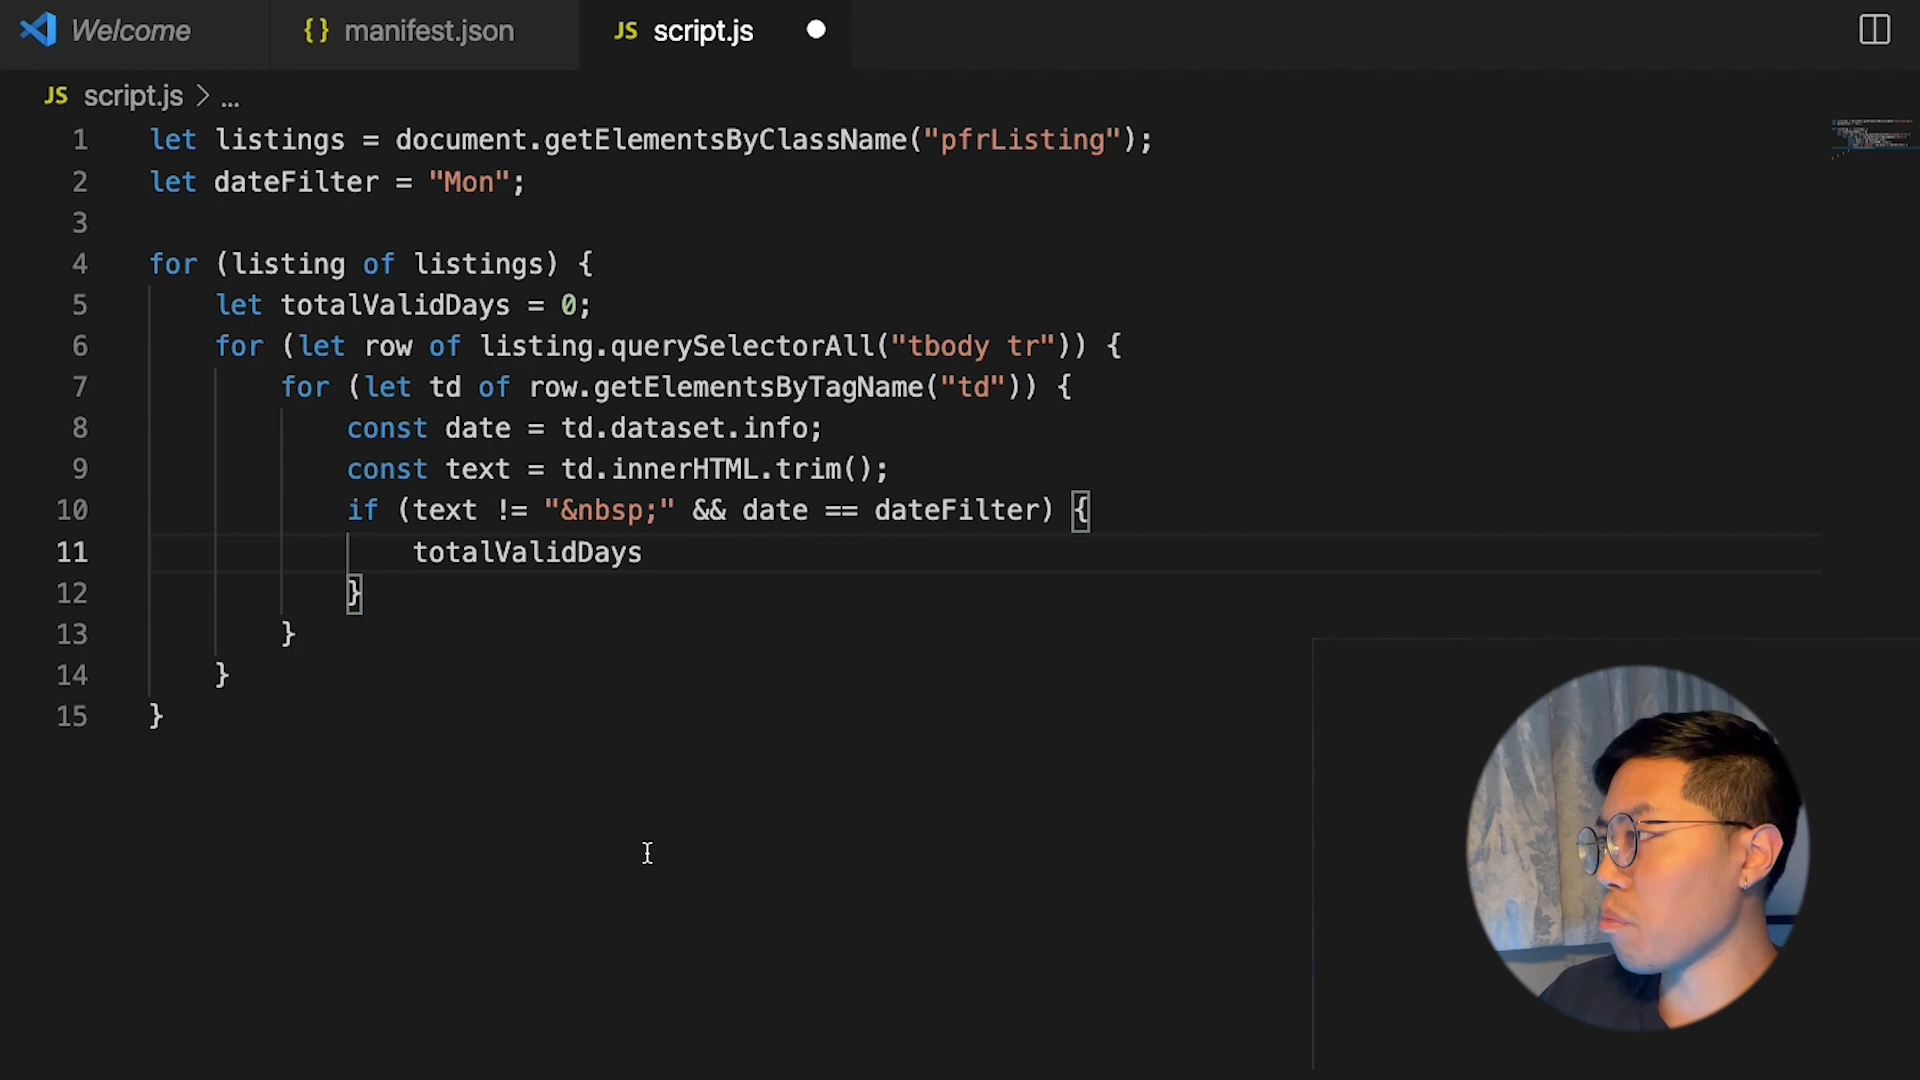 Welcome
{} manifest.json
JS script.js
JS script.js > ...
1 let listings = document.getElementsByClassName("pfrListing");
2 let dateFilter = "Mon";
3
4 for (listing of listings) {
5 let totalValidDays = 0;
6 for (let row of listing.querySelectorAll("tbody tr")) {
7 for (let td of row.getElementsByTagName("td")) {
8 const date = td.dataset.info;
9 const text = td.innerHTML.trim();
10 if (text != "&nbsp;" && date == dateFilter) {
11 totalValidDays
12 }
13 }
14 }
15 }